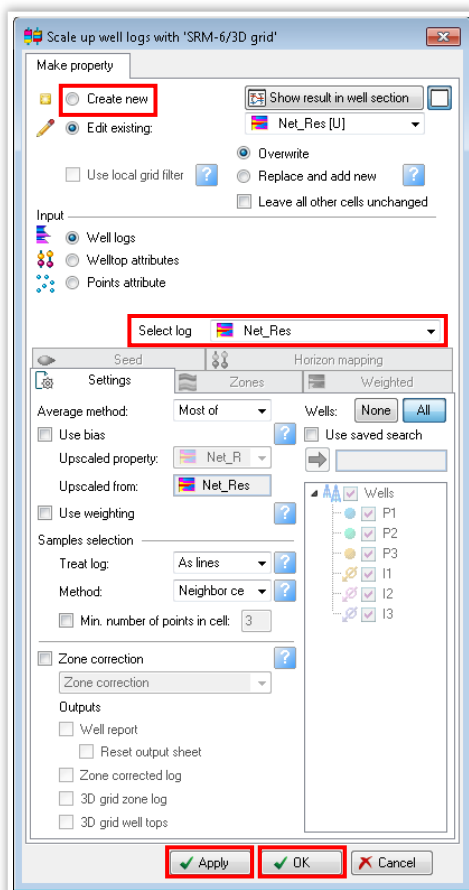 Scale up well logs with 'SRM-6/3D grid'
Make property
Create new
Show result in well section
Edit existing:
Net_Res [U]
Overwrite
Use local grid filter ?
Replace and add new ?
Leave all other cells unchanged
Input
Well logs
Welltop attributes
Points attribute
Select log Net_Res
Seed Horizon mapping
Settings Zones Weighted
Average method: Most of
Wells: None All
Use bias ?
Use saved search
Upscaled property: Net_R
Upscaled from: Net_Res
Wells
Use weighting ?
P1
P2
Samples selection
P3
Treat log: As lines ?
I1
Method: Neighbor ce ?
I2
Min. number of points in cell: 3
I3
Zone correction ?
Zone correction
Outputs
Well report
Reset output sheet
Zone corrected log
3D grid zone log
3D grid well tops
Apply OK Cancel